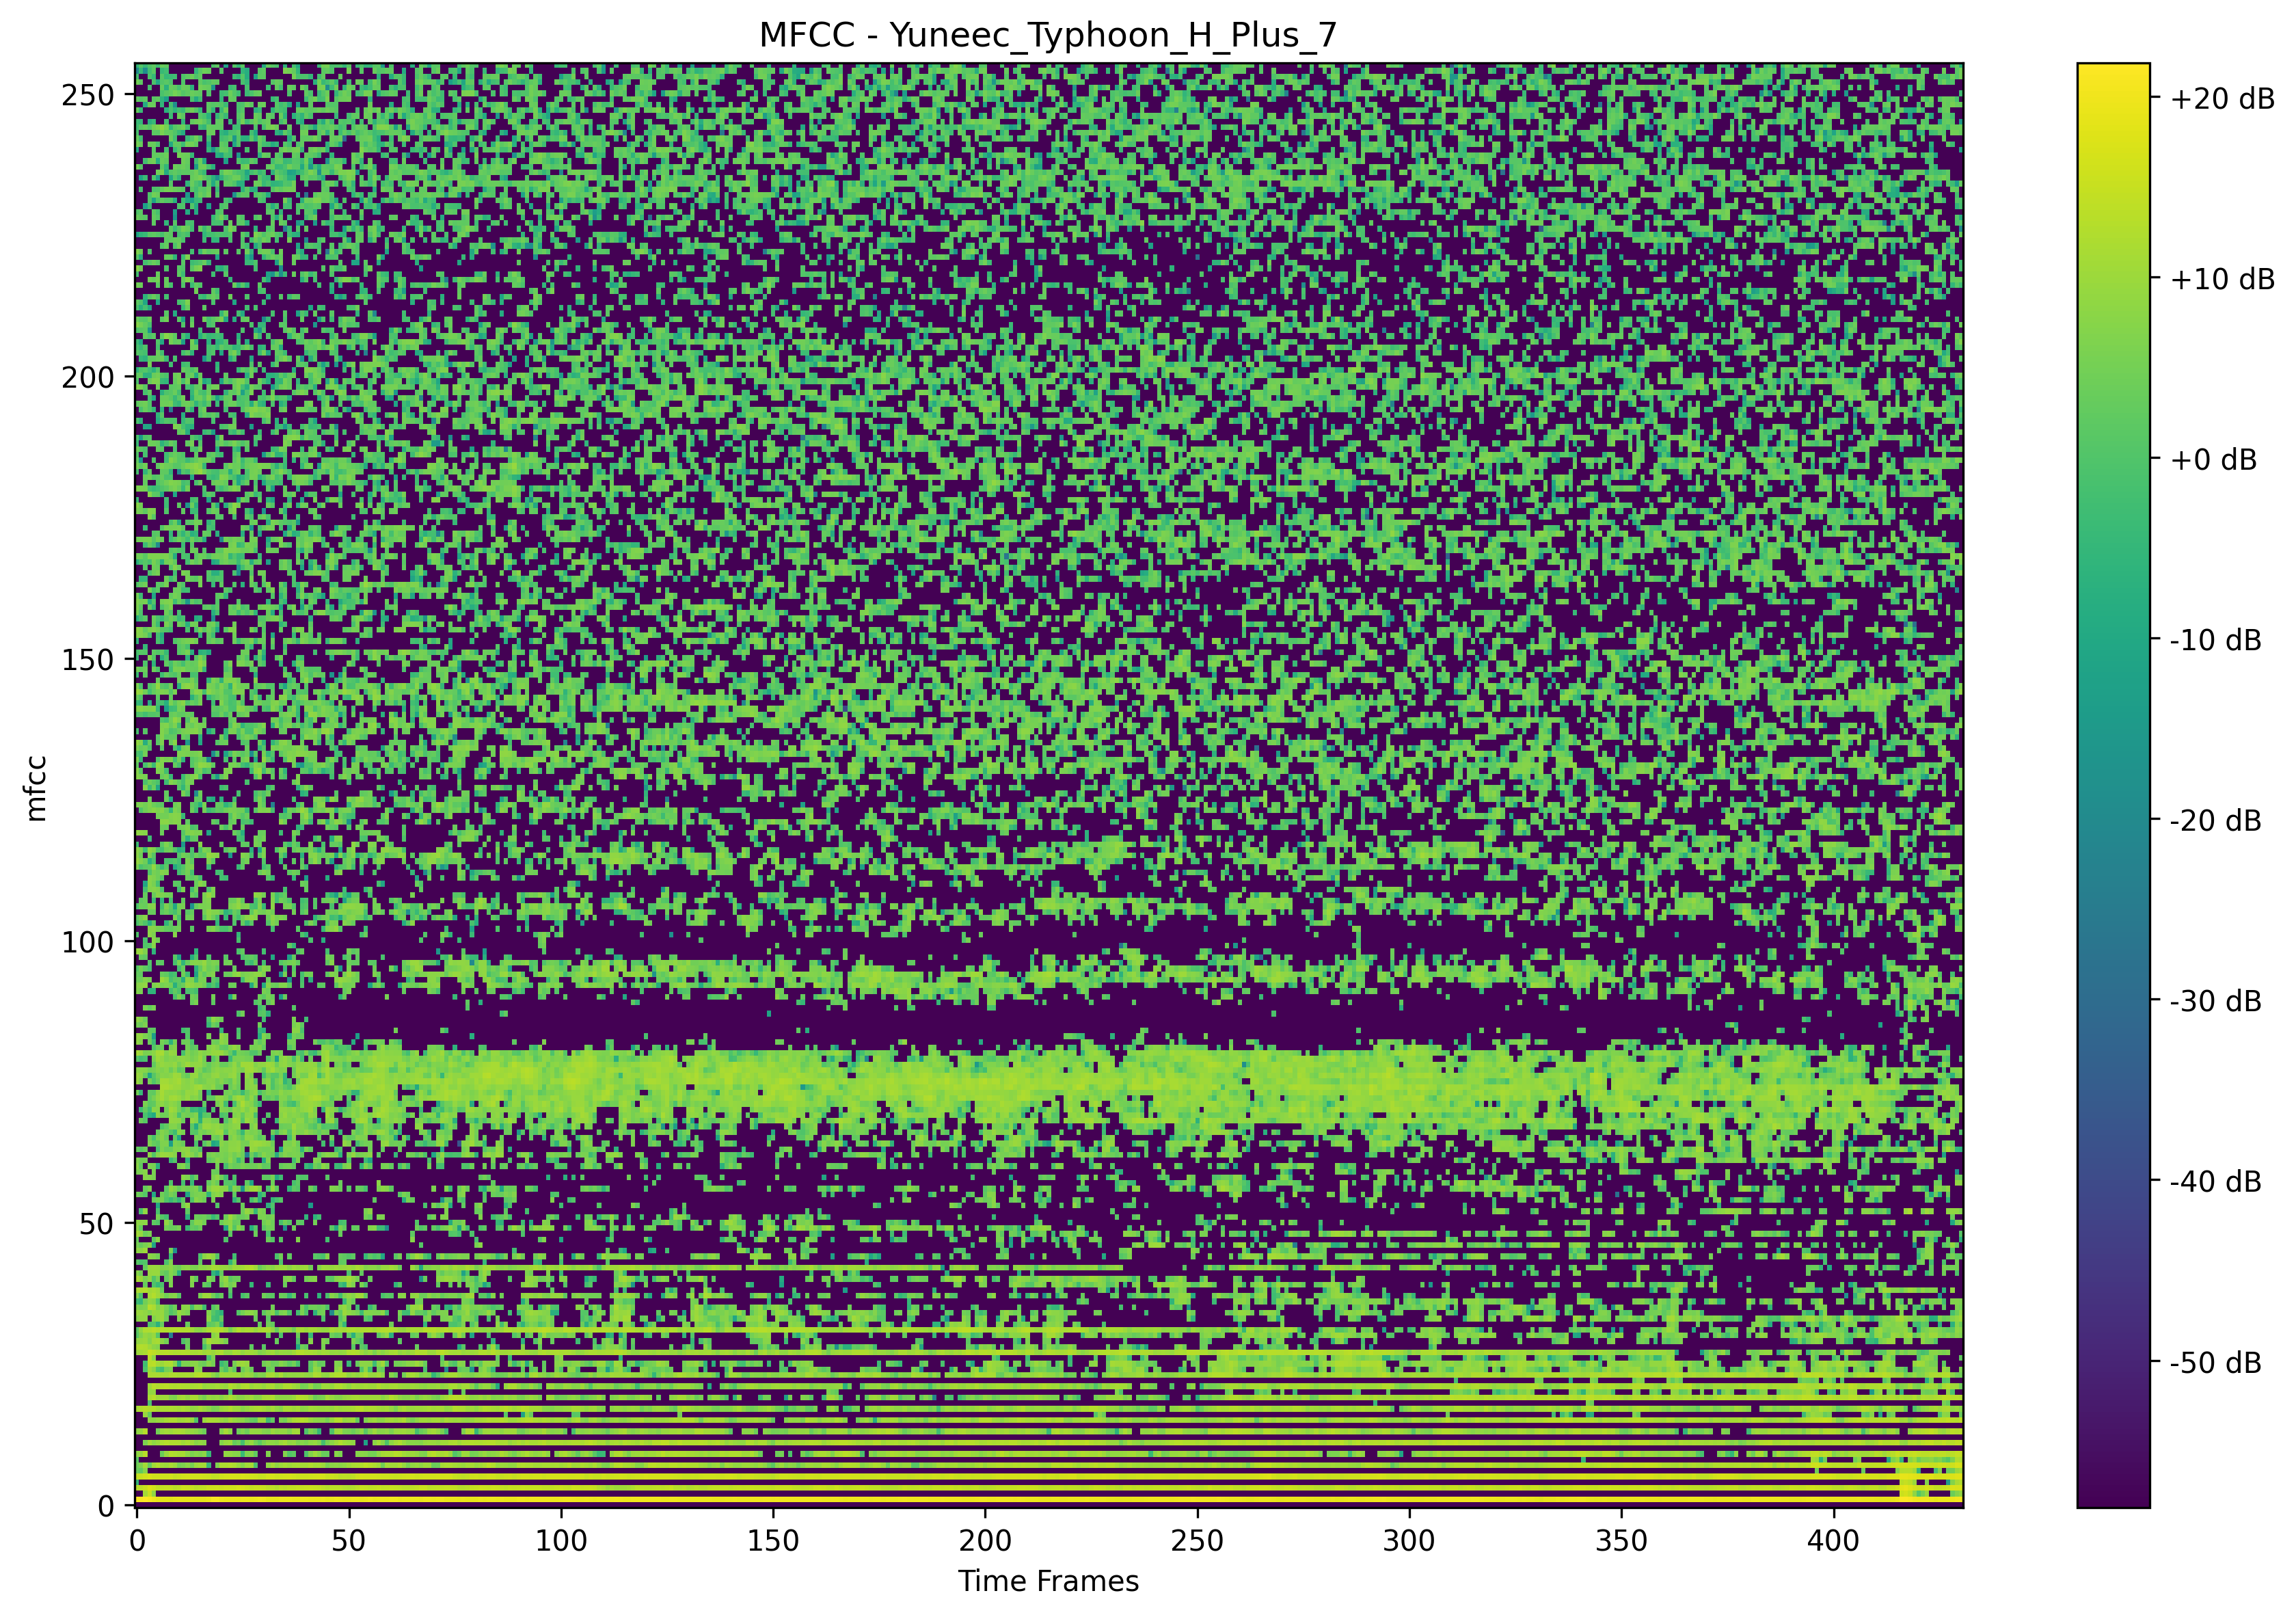 MFCC - Yuneec_Typhoon_H_Plus_7
250
200
150
100
50
0
mfcc
0 50 100 150 200 250 300 350 400
Time Frames
+20 dB
+10 dB
+0 dB
-10 dB
-20 dB
-30 dB
-40 dB
-50 dB